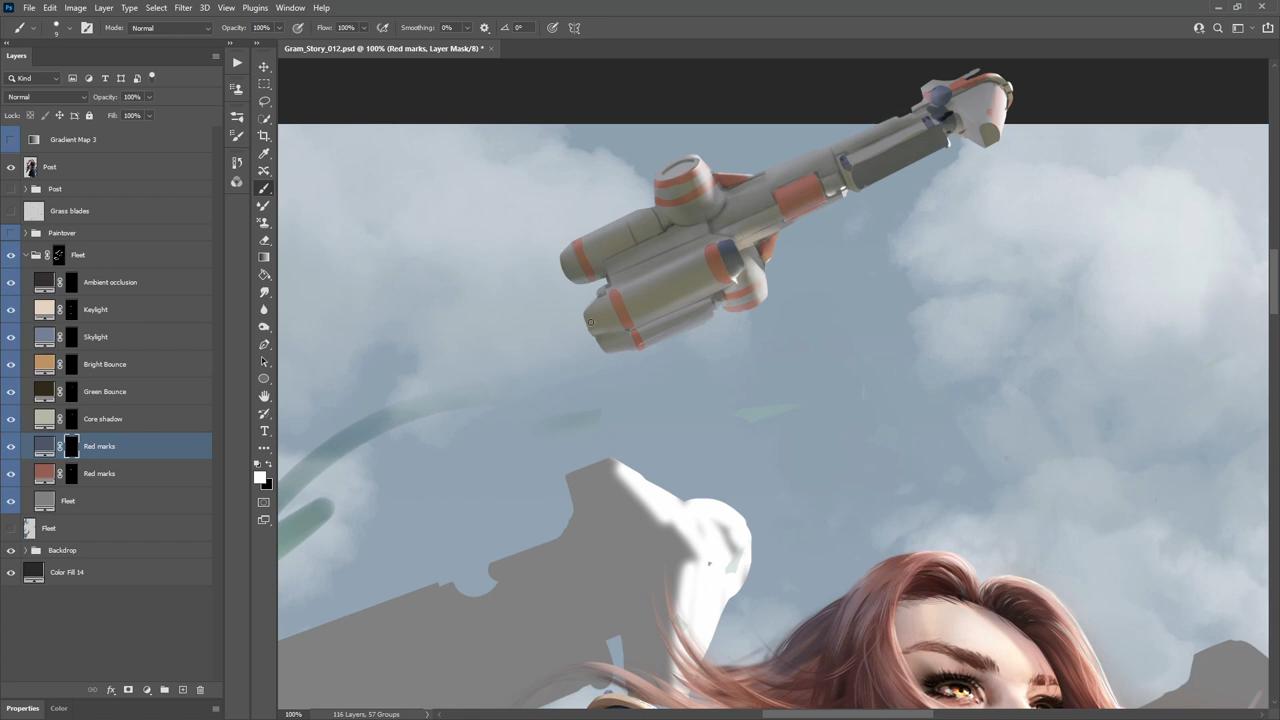 File Edit Image Layer Type Select Filter 3D View Plugins Window Help
9 Mode: Normal Opacity: 100% Flow: 100% Smoothing: 0% 0°
Layers
Gram_Story_012.psd @ 100% (Red marks, Layer Mask/8) *
Kind
Normal Opacity: 100%
Lock: Fill: 100%
Gradient Map 3
Post
Post
Grass blades
Paintover
Fleet
Ambient occlusion
Keylight
Skylight
Bright Bounce
Green Bounce
Core shadow
Red marks
Red marks
Fleet
Fleet
Backdrop
Color Fill 14
Properties Color
100% 116 Layers, 57 Groups